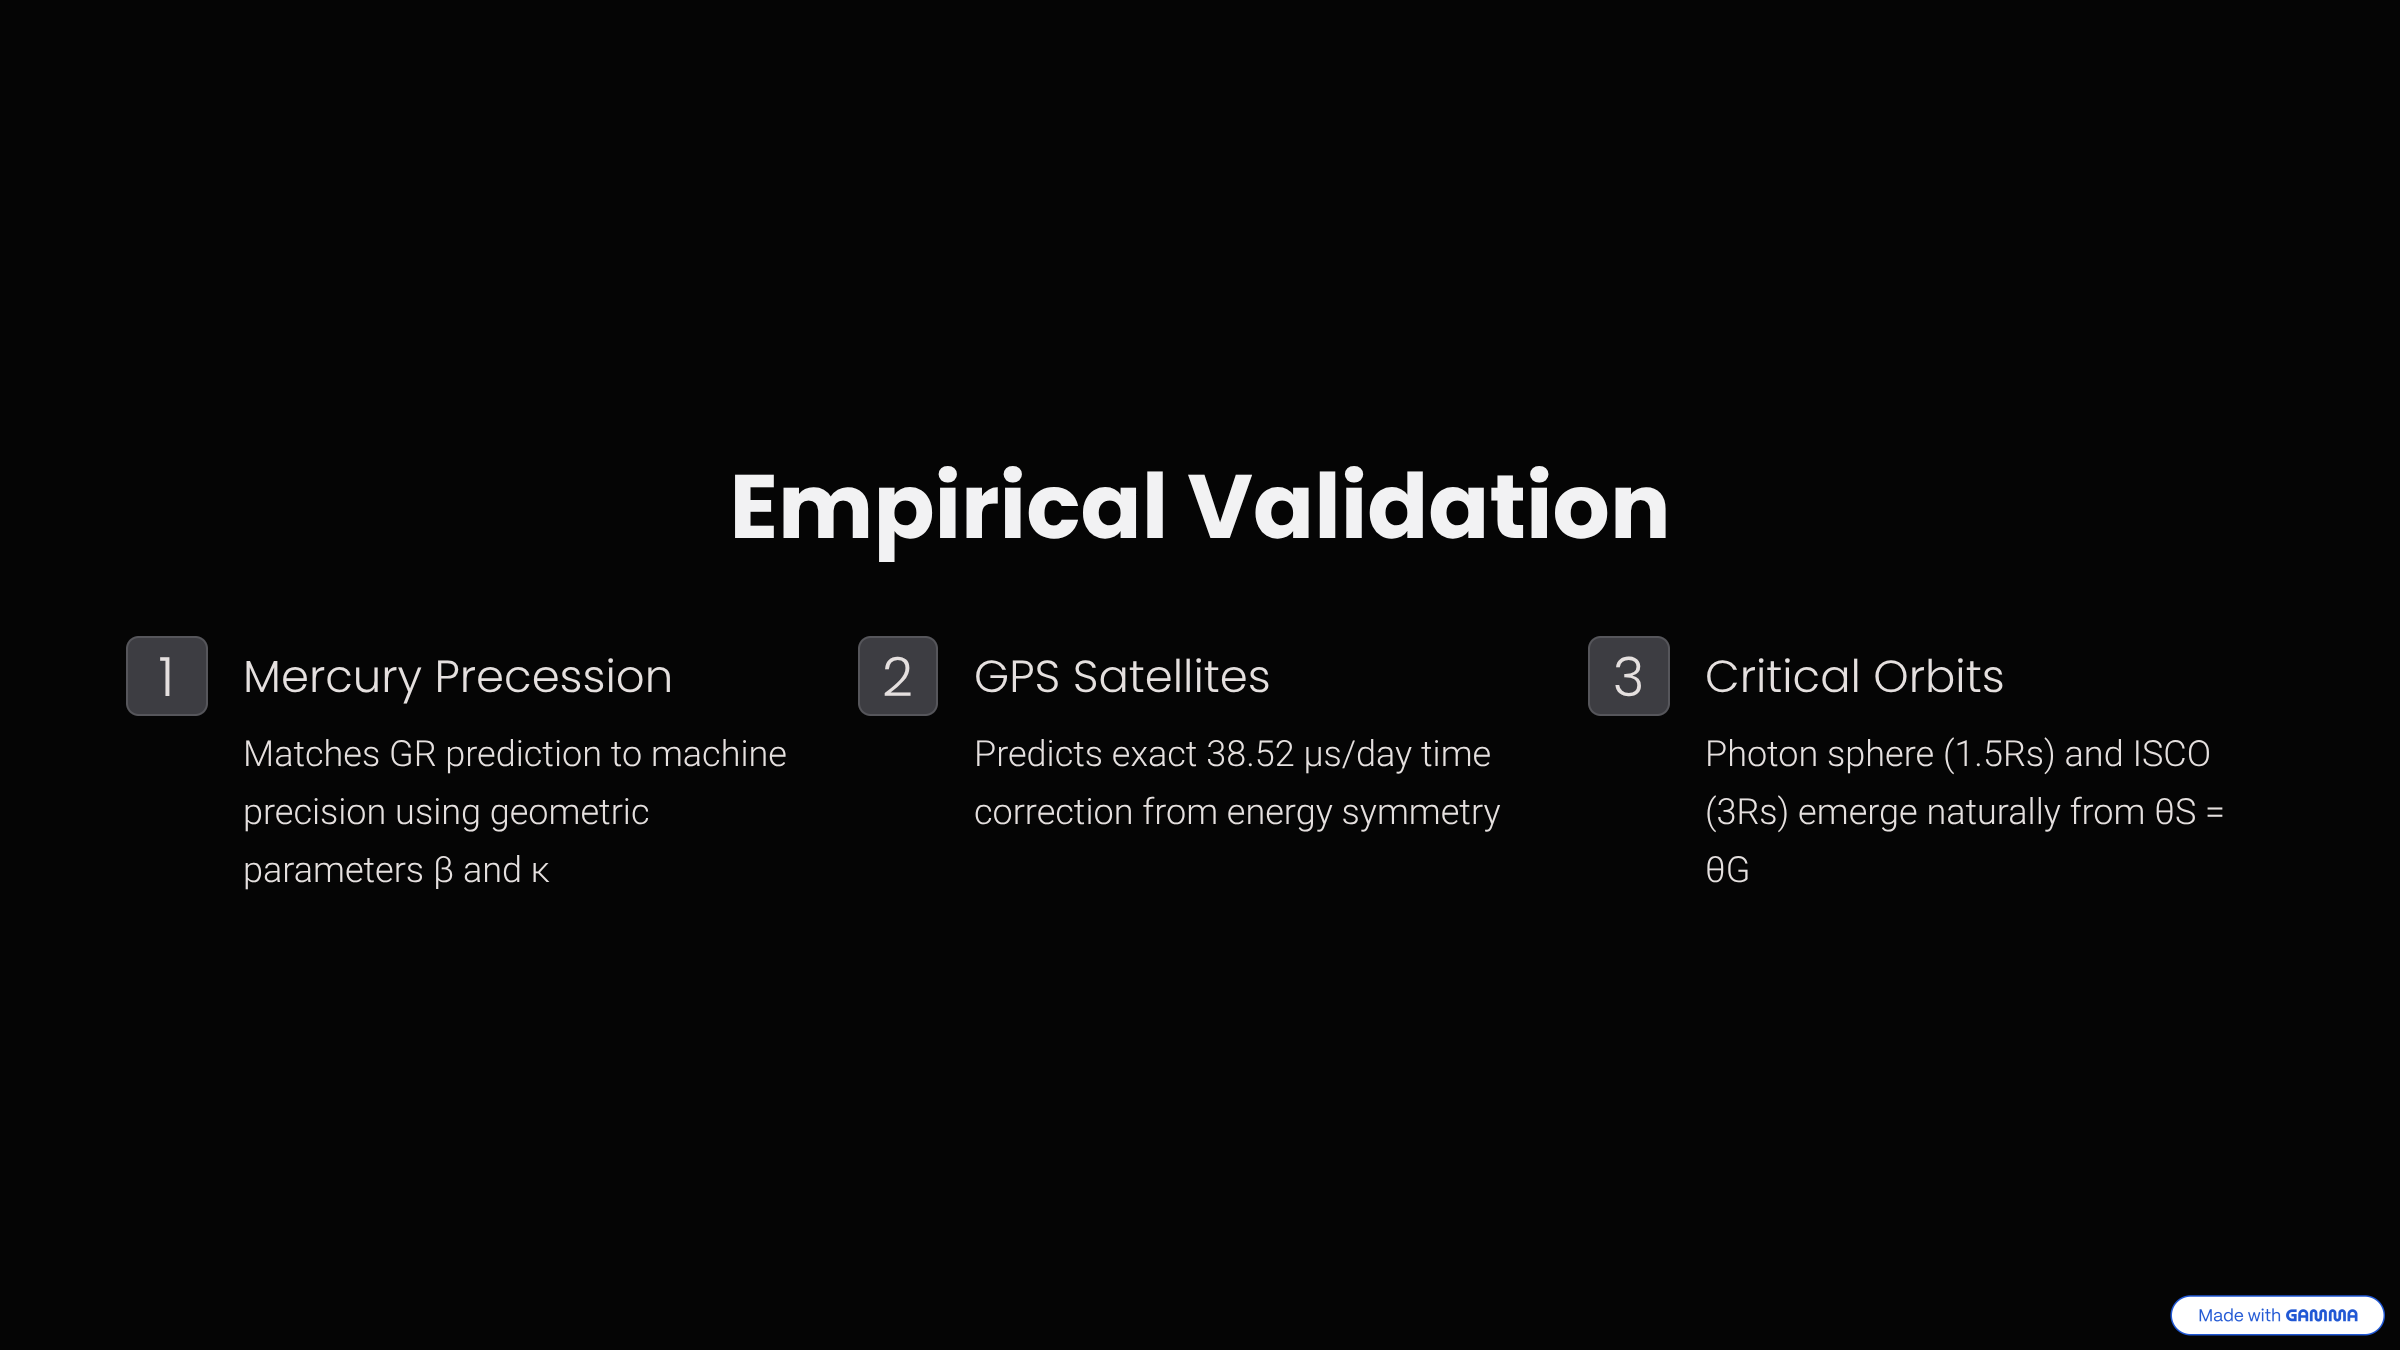 Empirical Validation
1
Mercury Precession
Matches GR prediction to machine
precision using geometric
parameters β and κ
2
GPS Satellites
Predicts exact 38.52 µs/day time
correction from energy symmetry
3
Critical Orbits
Photon sphere (1.5Rs) and ISCO
(3Rs) emerge naturally from θS =
θG
Made with GAMMA